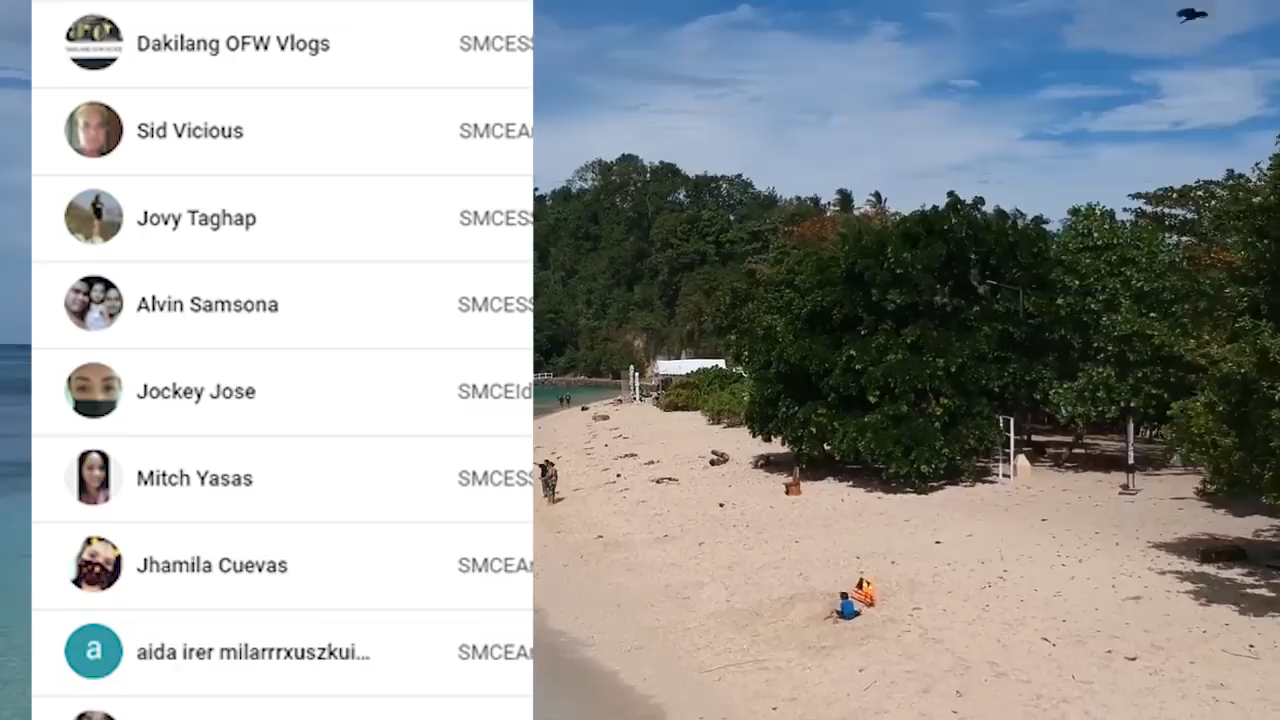 Dakilang OFW Vlogs SMCESS
Sid Vicious SMCEA
Jovy Taghap SMCESS
Alvin Samsona SMCESS
Jockey Jose SMCEId
Mitch Yasas SMCESS
Jhamila Cuevas SMCEA
a aida irer milarrrxuszkui... SMCEA